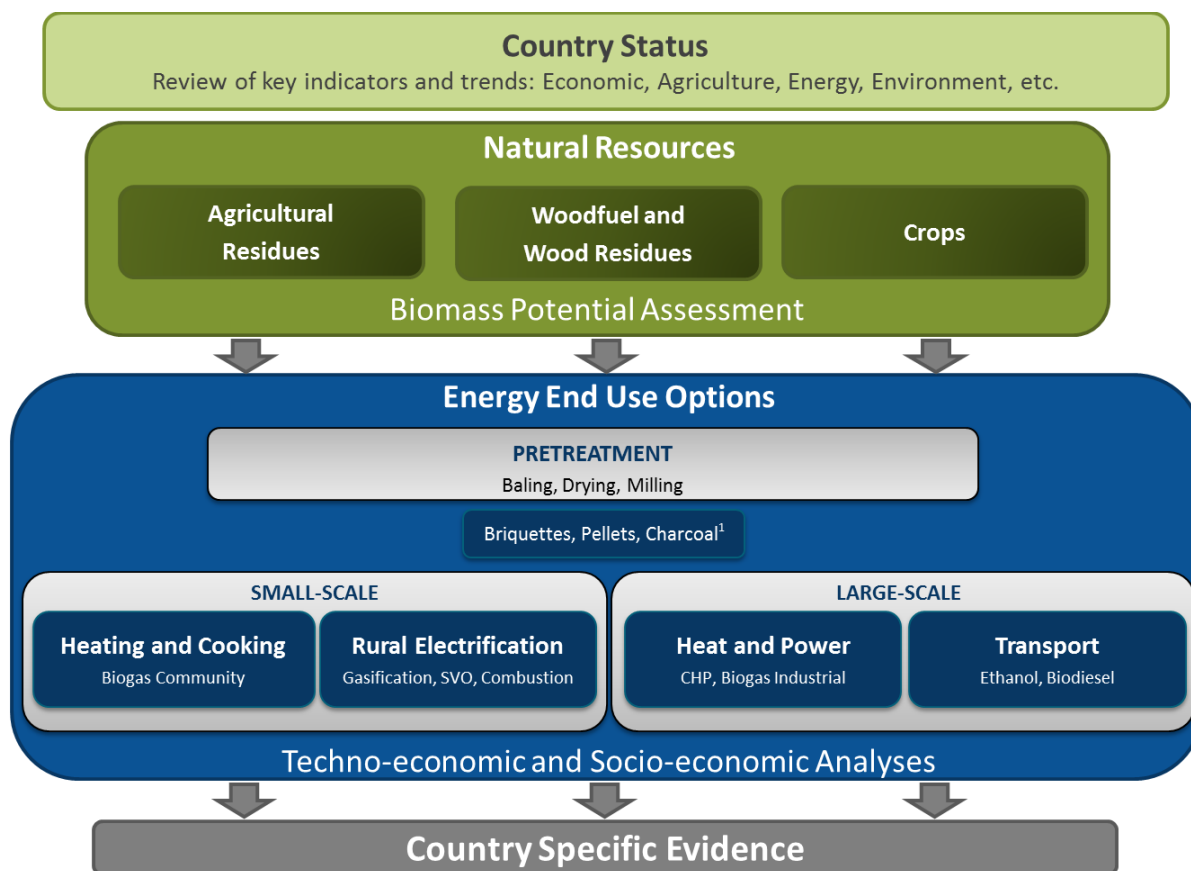 Country Status
Review of key indicators and trends: Economic, Agriculture, Energy, Environment, etc.
Natural Resources
Agricultural
Residues
Woodfuel and
Wood Residues
Crops
Biomass Potential Assessment
Energy End Use Options
PRETREATMENT
Baling, Drying, Milling
Briquettes, Pellets, Charcoal¹
SMALL-SCALE
Heating and Cooking
Biogas Community
Rural Electrification
Gasification, SVO, Combustion
LARGE-SCALE
Heat and Power
CHP, Biogas Industrial
Transport
Ethanol, Biodiesel
Techno-economic and Socio-economic Analyses
Country Specific Evidence